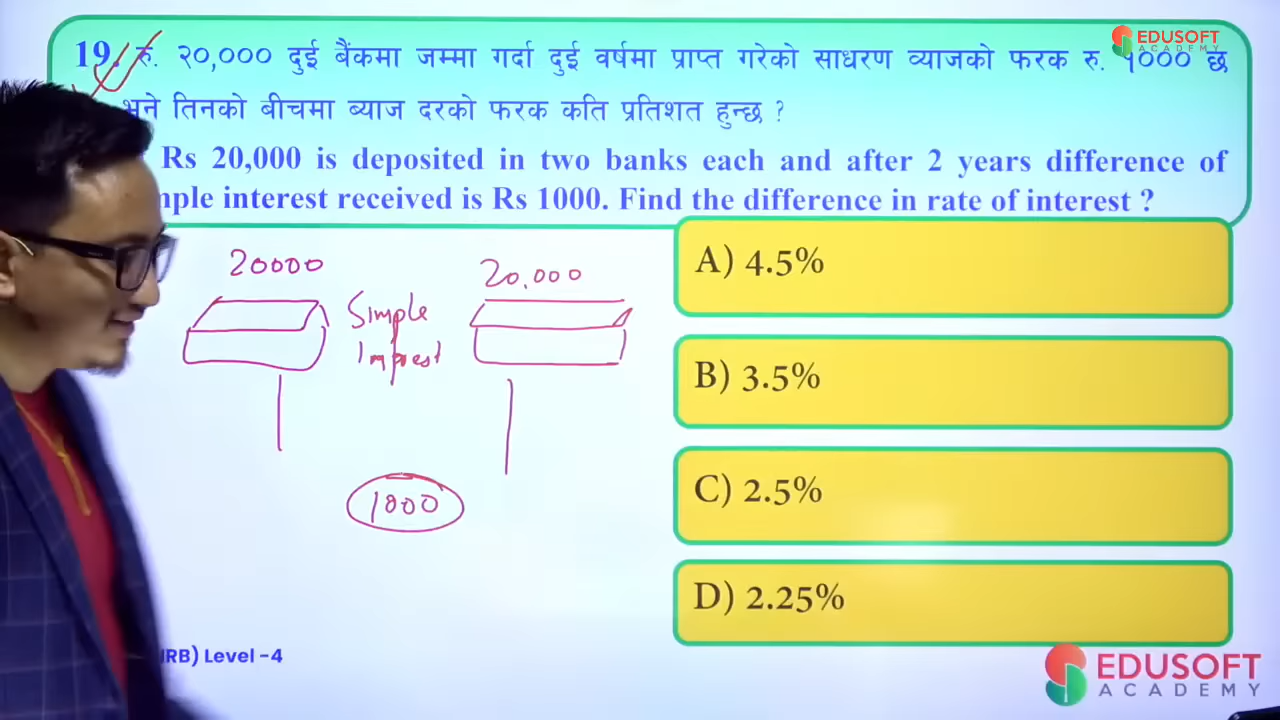 19. रु. २०,००० दुई बैंकमा जम्मा गर्दा दुई वर्षमा प्राप्त गरेको साधरण व्याजको फरक रु. १००० छ
भने तिनको बीचमा ब्याज दरको फरक कति प्रतिशत हुन्छ ?
Rs 20,000 is deposited in two banks each and after 2 years difference of
interest received is Rs 1000. Find the difference in rate of interest ?
20000
20,000
Simple
A) 4.5%
B) 3.5%
C) 2.5%
D) 2.25%
1000
Level -4
EDUSOFT
ACADEMY
EDUSOFT
ACADEMY